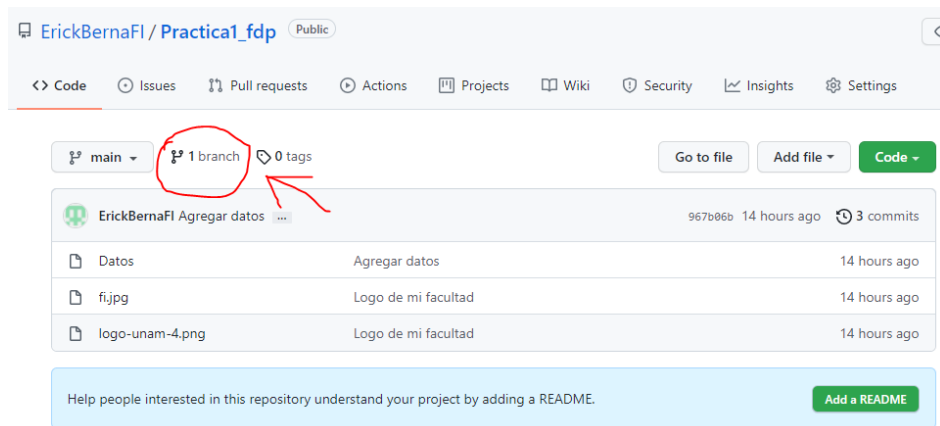 ErickBernaFI / Practica1_fdp Public
Code Issues Pull requests Actions Projects Wiki Security Insights Settings
main 1 branch 0 tags Go to file Add file Code
ErickBernaFI Agregar datos ... 967b06b 14 hours ago 3 commits
Datos Agregar datos 14 hours ago
fi.jpg Logo de mi facultad 14 hours ago
logo-unam-4.png Logo de mi facultad 14 hours ago
Help people interested in this repository understand your project by adding a README. Add a README